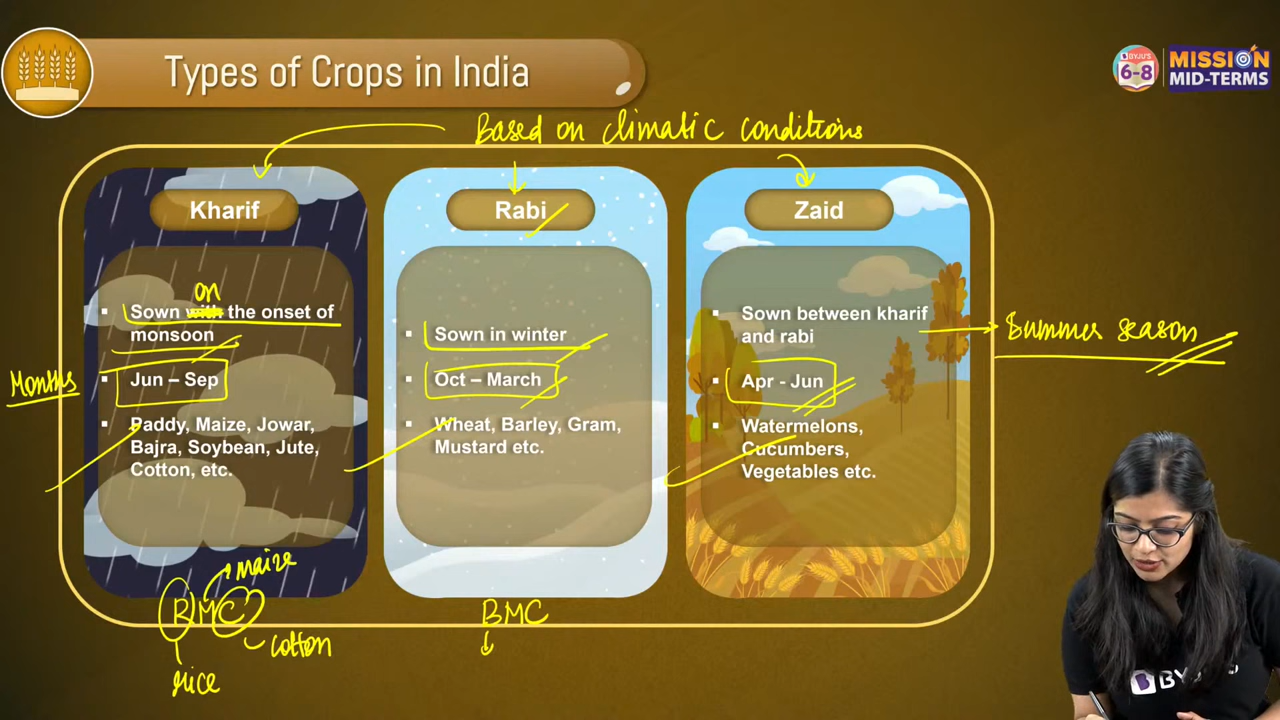 Types of Crops in India
BYJU'S
6-8
MISSION
MID-TERMS
Based on climatic conditions
Kharif
on
Sown with the onset of
monsoon
Months
Jun – Sep
Paddy, Maize, Jowar,
Bajra, Soybean, Jute,
Cotton, etc.
RMC
maize
cotton
rice
Rabi
Sown in winter
Oct – March
Wheat, Barley, Gram,
Mustard etc.
BMC
Zaid
Sown between kharif
and rabi
Summer season
Apr - Jun
Watermelons,
Cucumbers,
Vegetables etc.